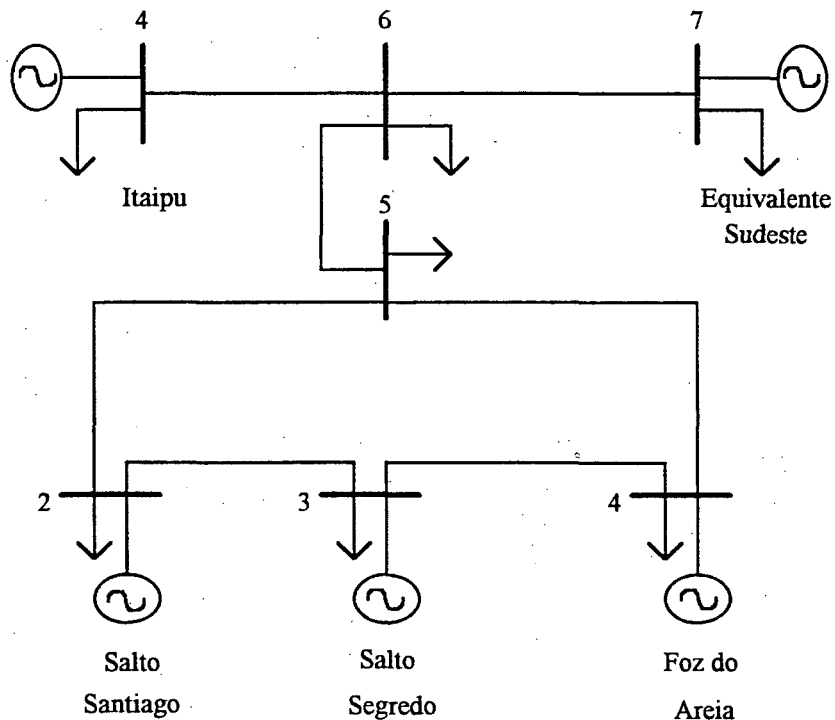 4
6
7
Itaipu
5
Equivalente
Sudeste
2
3
4
Salto
Santiago
Salto
Segredo
Foz do
Areia